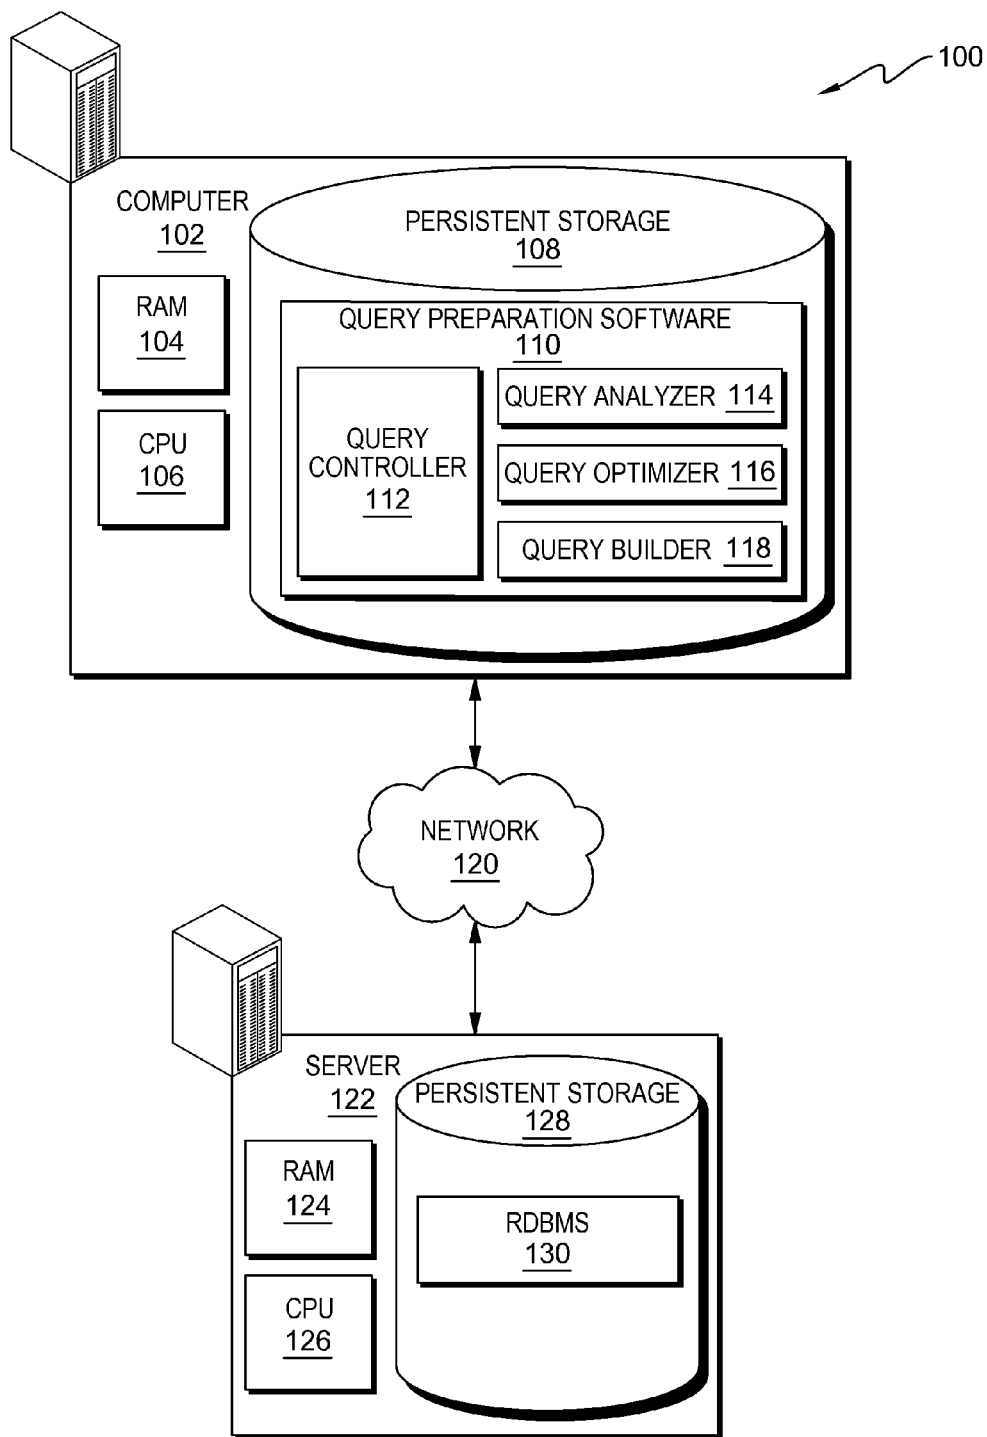 100
COMPUTER
102
PERSISTENT STORAGE
108
RAM
104
CPU
106
QUERY PREPARATION SOFTWARE
110
QUERY
CONTROLLER
112
QUERY ANALYZER 114
QUERY OPTIMIZER 116
QUERY BUILDER 118
NETWORK
120
SERVER
122
PERSISTENT STORAGE
128
RAM
124
CPU
126
RDBMS
130